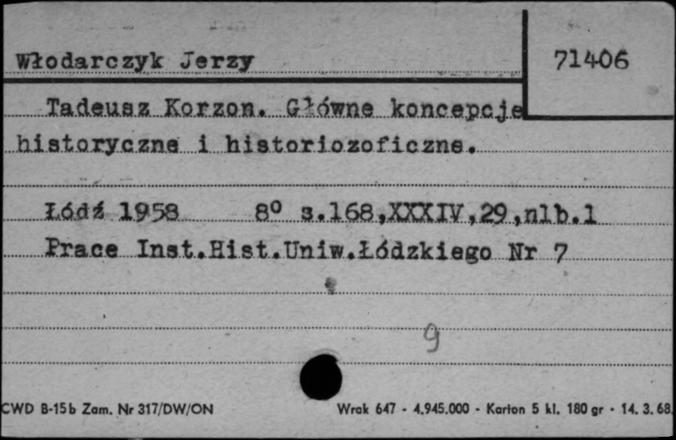 Włodarczyk Jerzy
71406
Tadeusz Korzon. Główne koncepcje
historyczne i historiozoficzne.
Łódź 1958 8º s.168,XXXIV,29,nlb.1
Prace Inst.Hist.Uniw.Łódzkiego Nr 7
9
CWD B-15b Zam. Nr 317/DW/ON
Wrak 647 - 4.945.000 - Karton 5 kl. 180 gr - 14. 3. 68.